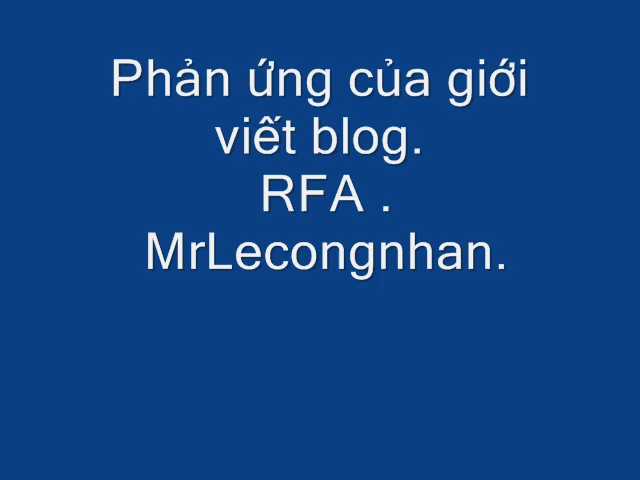 Phản ứng của giới
viết blog.
RFA .
MrLecongnhan.